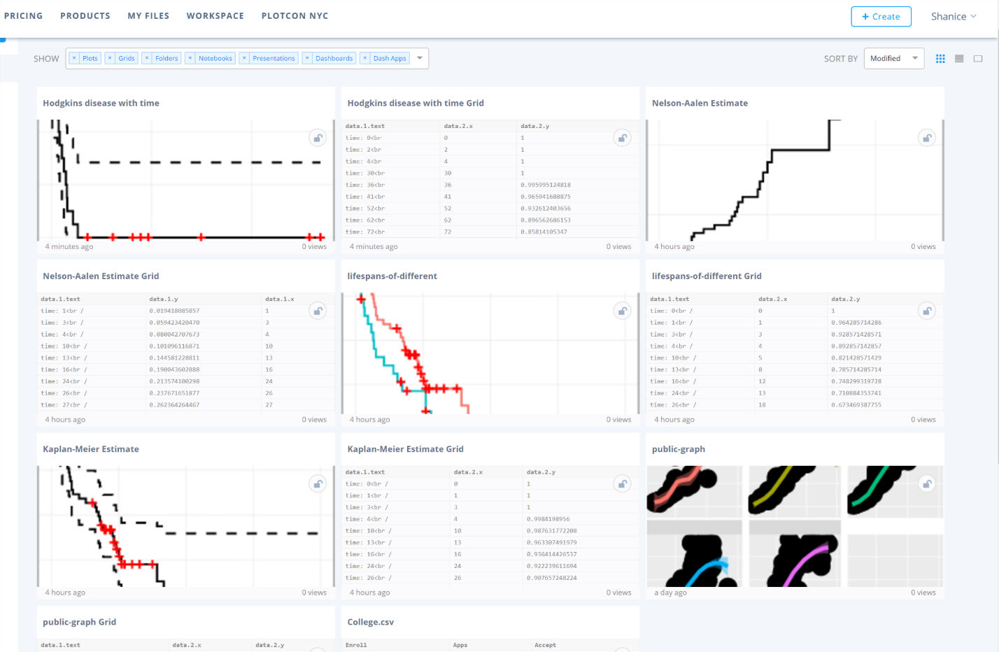 PRICING PRODUCTS MY FILES WORKSPACE PLOTCON NYC + Create Shanice
SHOW × Plots × Grids × Folders × Notebooks × Presentations × Dashboards × Dash Apps SORT BY Modified
Hodgkins disease with time
4 minutes ago 0 views
Hodgkins disease with time Grid
data.1.text data.2.x data.2.y
time: 0<br 0 1
time: 2<br 2 1
time: 4<br 4 1
time: 30<br 30 1
time: 36<br 36 0.995995124818
time: 41<br 41 0.965941688875
time: 52<br 52 0.932612403656
time: 62<br 62 0.896562686153
time: 72<br 72 0.85814105347
4 minutes ago 0 views
Nelson-Aalen Estimate
4 hours ago 0 views
Nelson-Aalen Estimate Grid
data.1.text data.1.y data.1.x
time: 1<br / 0.019418085857 1
time: 3<br / 0.059423420470 3
time: 4<br / 0.080042707673 4
time: 10<br / 0.101096116871 10
time: 13<br / 0.144581228811 13
time: 16<br / 0.190043602888 16
time: 24<br / 0.213574100298 24
time: 26<br / 0.237671651877 26
time: 27<br / 0.262364264467 27
4 hours ago 0 views
lifespans-of-different
4 hours ago 0 views
lifespans-of-different Grid
data.1.text data.2.x data.2.y
time: 0<br / 0 1
time: 1<br / 1 0.964285714286
time: 3<br / 3 0.928571428571
time: 4<br / 4 0.892857142857
time: 10<br / 5 0.821428571429
time: 13<br / 8 0.785714285714
time: 16<br / 12 0.748299319728
time: 24<br / 13 0.710884353741
time: 26<br / 18 0.673469387755
4 hours ago 0 views
Kaplan-Meier Estimate
4 hours ago 0 views
Kaplan-Meier Estimate Grid
data.1.text data.2.x data.2.y
time: 0<br / 0 1
time: 1<br / 1 1
time: 3<br / 3 1
time: 4<br / 4 0.9984198956
time: 10<br / 10 0.987631772208
time: 13<br / 13 0.963307491979
time: 16<br / 16 0.936414426537
time: 24<br / 24 0.922239611694
time: 26<br / 26 0.907657248224
4 hours ago 0 views
public-graph
a day ago 0 views
public-graph Grid
data.1.text data.2.x data.2.y
College.csv
Enroll Apps Accept